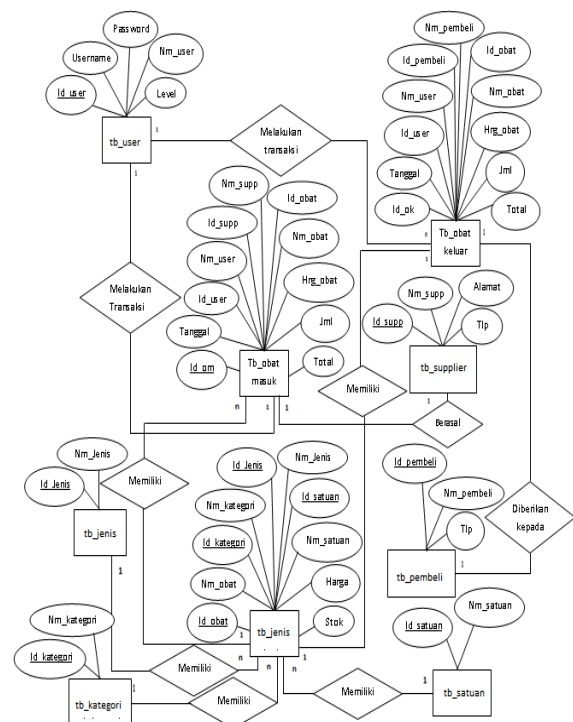 Password
Username
Nm_user
Id_user
Level
tb_user
1
1
Melakukan
transaksi
Nm_pembeli
Id_pembeli
Id_obat
Nm_user
Nm_obat
Id_user
Hrg_obat
Tanggal
Jml
Id_ok
Total
Tb_obat
keluar
n
1
1
Melakukan
Transaksi
Nm_supp
Id_obat
Id_supp
Nm_obat
Nm_user
Hrg_obat
Id_user
Jml
Tanggal
Total
Id_om
Tb_obat
masuk
n
1
1
Alamat
Nm_supp
Id_supp
Tlp
tb_supplier
1
Memiliki
Berasal
Id_pembeli
Nm_pembeli
Tlp
tb_pembeli
1
Diberikan
kepada
Memiliki
Nm_Jenis
Id_Jenis
tb_jenis
1
Id_Jenis
Nm_Jenis
Nm_kategori
Id_satuan
Id_kategori
Nm_satuan
Nm_obat
Harga
Id_obat
Stok
tb_jenis
1
n
n
n
1
Nm_kategori
Id_kategori
tb_kategori
1
Memiliki
Memiliki
Memiliki
Nm_satuan
Id_satuan
tb_satuan
1